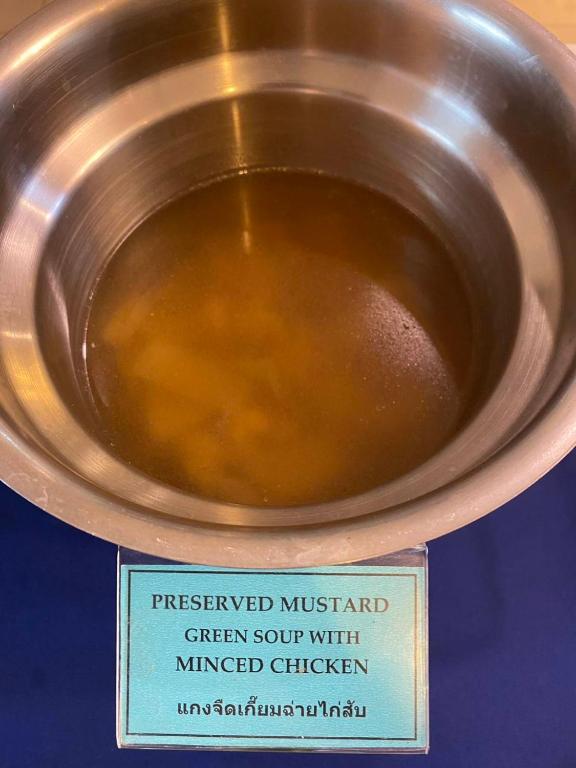 PRESERVED MUSTARD
GREEN SOUP WITH
MINCED CHICKEN
แกงจืดเกี๊ยมฉ่ายไก่สับ